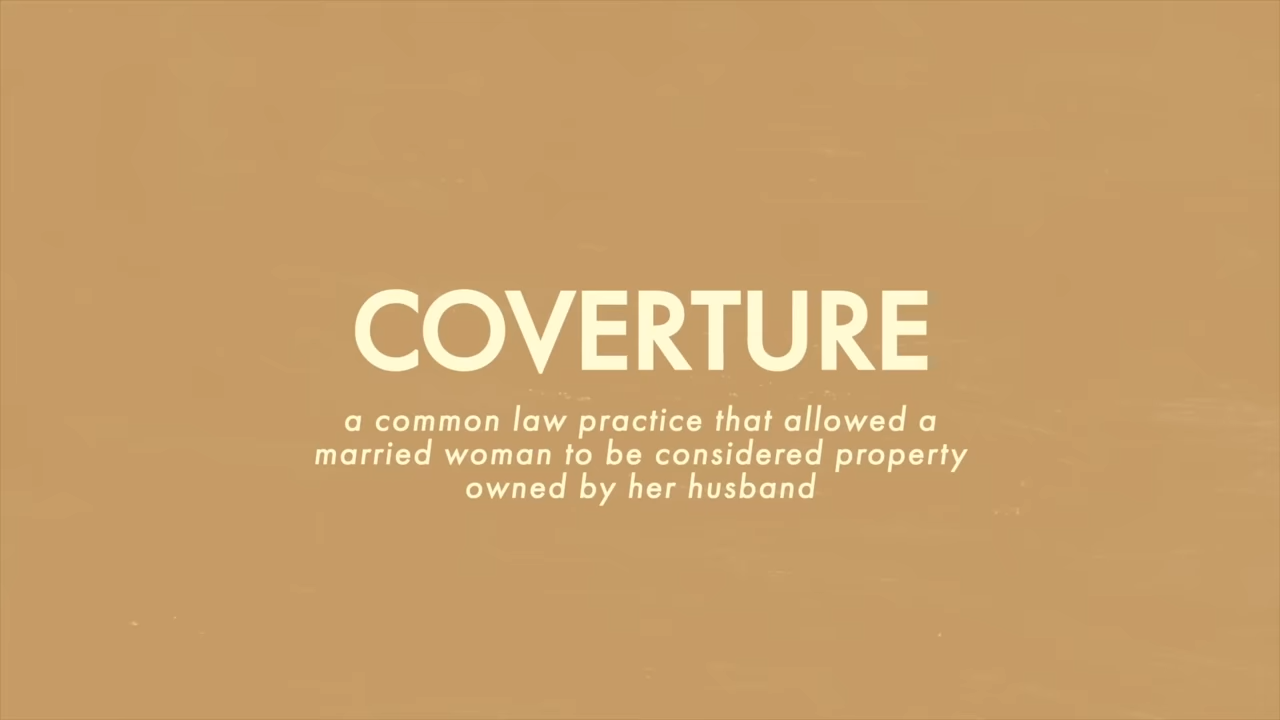 COVERTURE
a common law practice that allowed a
married woman to be considered property
owned by her husband